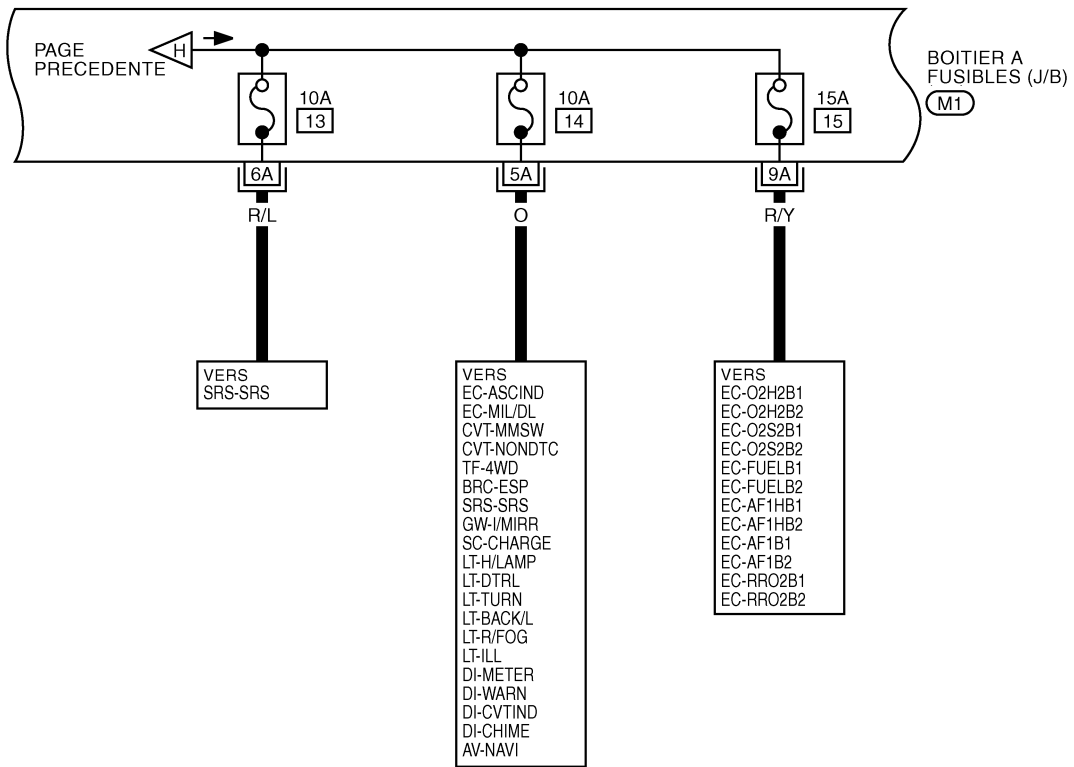 PAGE
PRECEDENTE
H
BOITIER A
FUSIBLES (J/B)
M1
10A
13
10A
14
15A
15
6A
5A
9A
R/L
O
R/Y
VERS
SRS-SRS
VERS
EC-ASCIND
EC-MIL/DL
CVT-MMSW
CVT-NONDTC
TF-4WD
BRC-ESP
SRS-SRS
GW-I/MIRR
SC-CHARGE
LT-H/LAMP
LT-DTRL
LT-TURN
LT-BACK/L
LT-R/FOG
LT-ILL
DI-METER
DI-WARN
DI-CVTIND
DI-CHIME
AV-NAVI
VERS
EC-O2H2B1
EC-O2H2B2
EC-O2S2B1
EC-O2S2B2
EC-FUELB1
EC-FUELB2
EC-AF1HB1
EC-AF1HB2
EC-AF1B1
EC-AF1B2
EC-RRO2B1
EC-RRO2B2